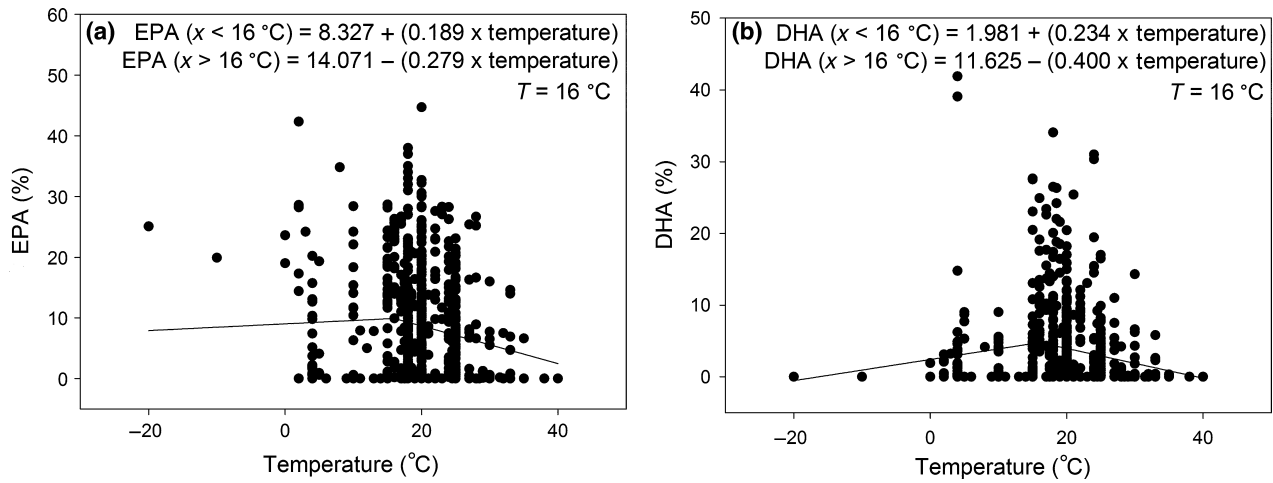 (a) EPA (x < 16 °C) = 8.327 + (0.189 x temperature)
EPA (x > 16 °C) = 14.071 – (0.279 x temperature)
T = 16 °C
60
50
40
30
20
10
0
EPA (%)
–20 0 20 40
Temperature (°C)
(b) DHA (x < 16 °C) = 1.981 + (0.234 x temperature)
DHA (x > 16 °C) = 11.625 – (0.400 x temperature)
T = 16 °C
50
40
30
20
10
0
DHA (%)
–20 0 20 40
Temperature (°C)